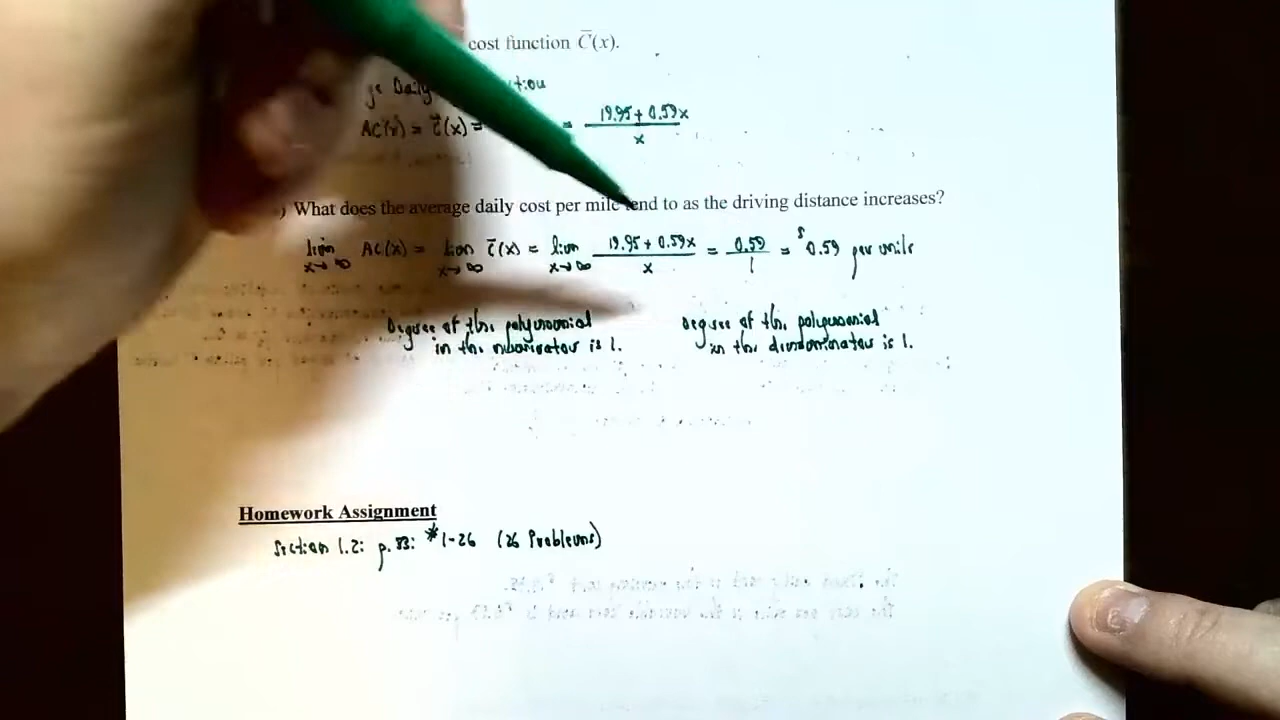 cost function C̄(x).
Daily
AC(x) = C̄(x) = = 19.95 + 0.59x / x
) What does the average daily cost per mile tend to as the driving distance increases?
lim x→∞ AC(x) = lim x→∞ C̄(x) = lim x→∞ 19.95 + 0.59x / x = 0.59 / 1 = $0.59 per mile
Degree of the polynomial Degree of the polynomial
in the numerator is 1. in the denominator is 1.
Homework Assignment
Section 1.2: p. 83: #1-26 (26 Problems)